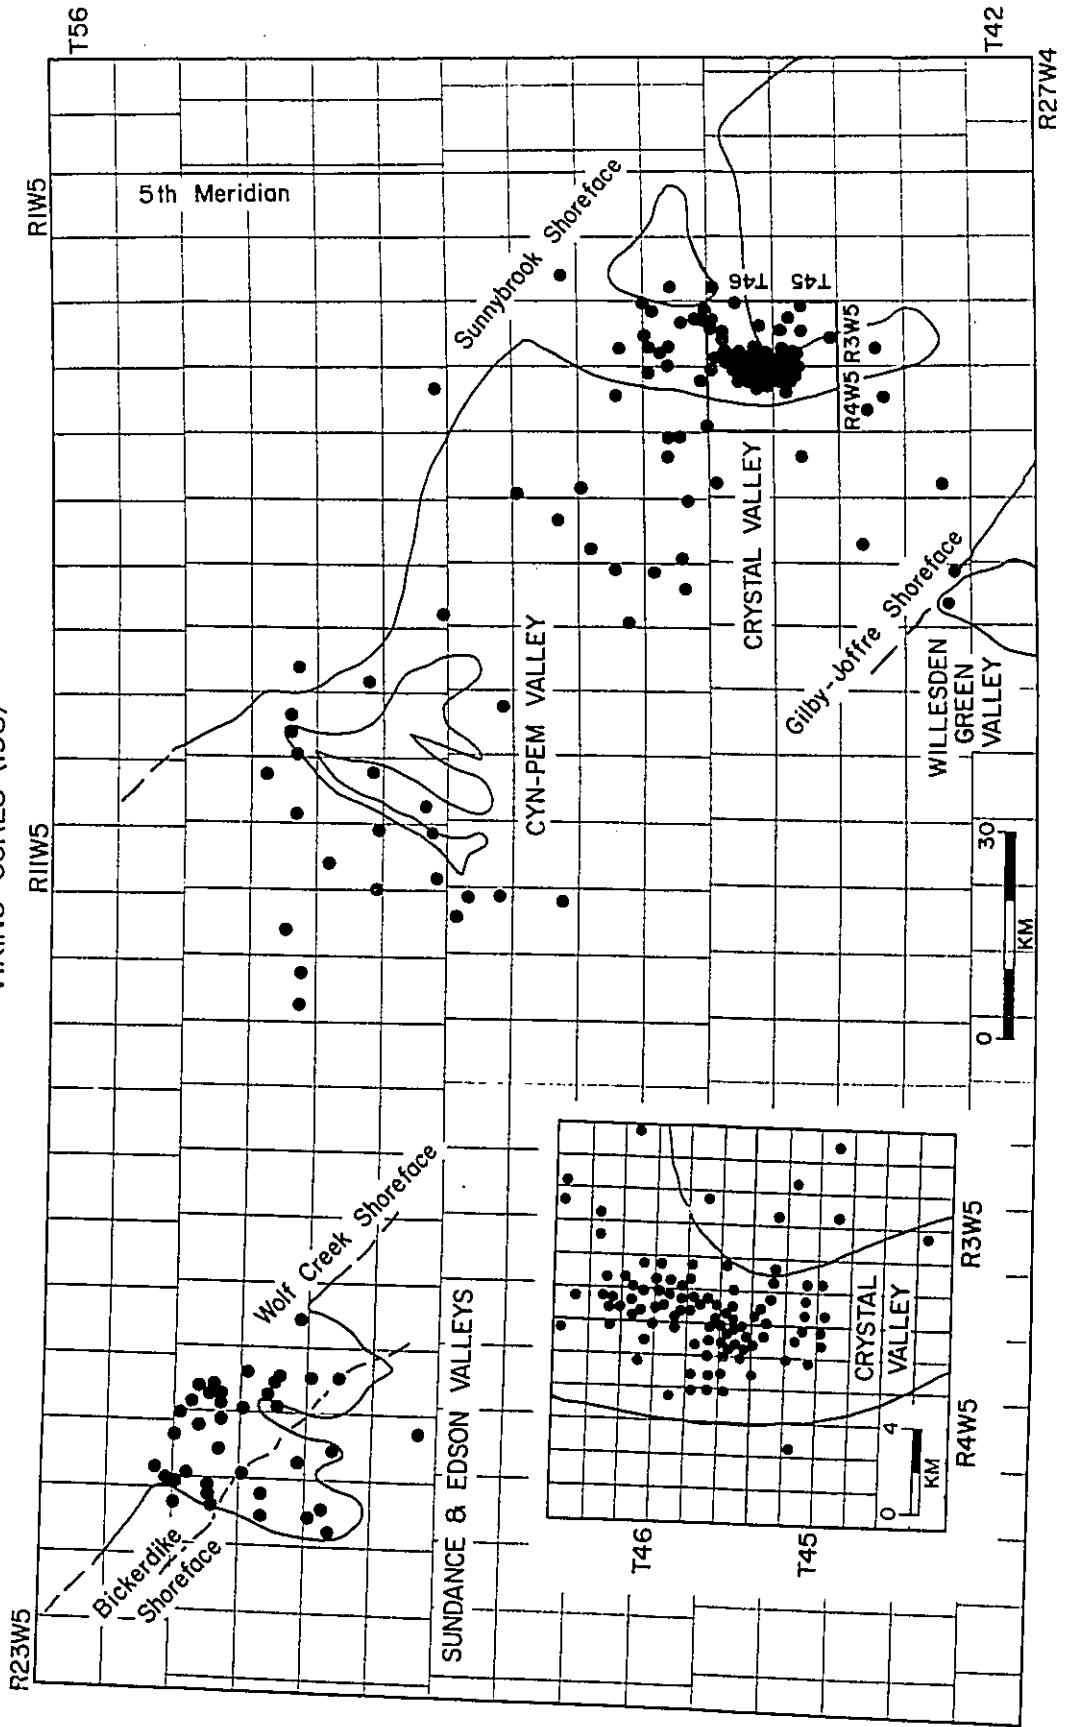 VIKING CORES (1987)
R23W5
R11W5
R1W5
T56
5th Meridian
Bickerdike
Shoreface
Wolf Creek Shoreface
Sunnybrook Shoreface
SUNDANCE & EDSON VALLEYS
CYN-PEM VALLEY
CRYSTAL VALLEY
T46
T45
R4W5
R3W5
Gilby-Joffre Shoreface
WILLESDEN
GREEN
VALLEY
0
30
KM
T42
R27W4
T46
T45
CRYSTAL
VALLEY
0
4
KM
R4W5
R3W5